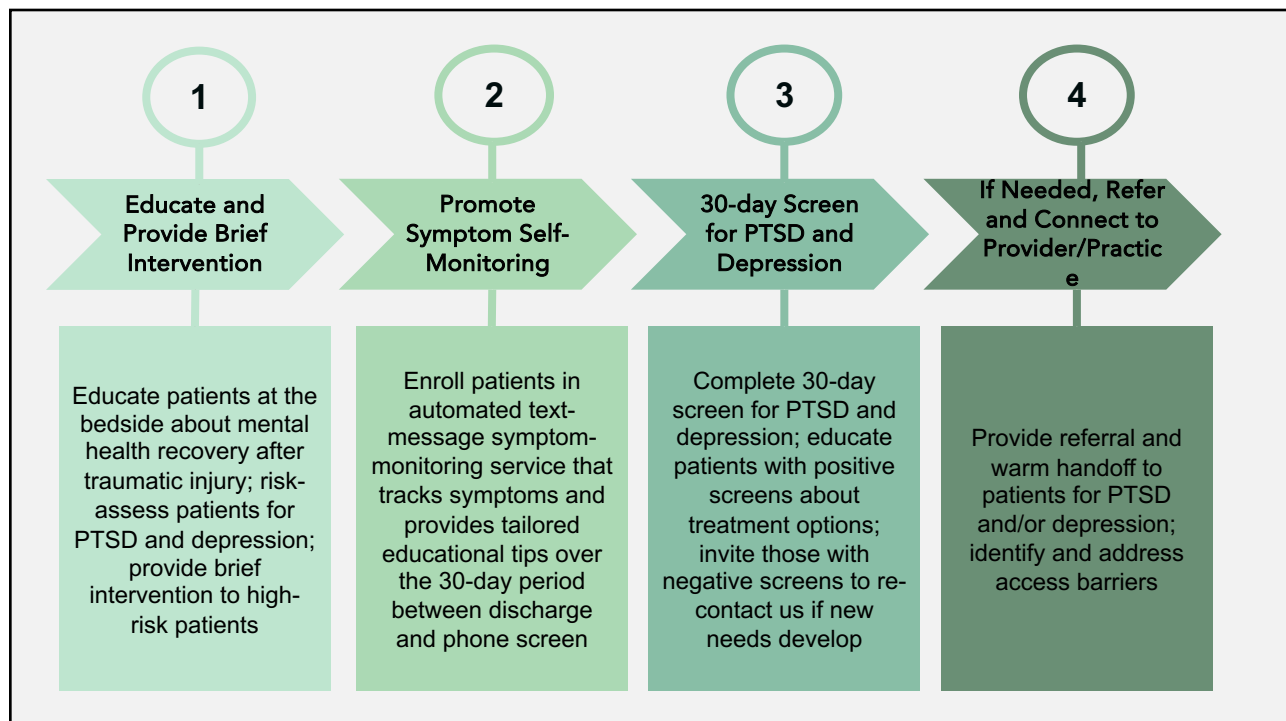 1
Educate and
Provide Brief
Intervention
Educate patients at the
bedside about mental
health recovery after
traumatic injury; risk-
assess patients for
PTSD and depression;
provide brief
intervention to high-
risk patients
2
Promote
Symptom Self-
Monitoring
Enroll patients in
automated text-
message symptom-
monitoring service that
tracks symptoms and
provides tailored
educational tips over
the 30-day period
between discharge
and phone screen
3
30-day Screen
for PTSD and
Depression
Complete 30-day
screen for PTSD and
depression; educate
patients with positive
screens about
treatment options;
invite those with
negative screens to re-
contact us if new
needs develop
4
If Needed, Refer
and Connect to
Provider/Practic
e
Provide referral and
warm handoff to
patients for PTSD
and/or depression;
identify and address
access barriers